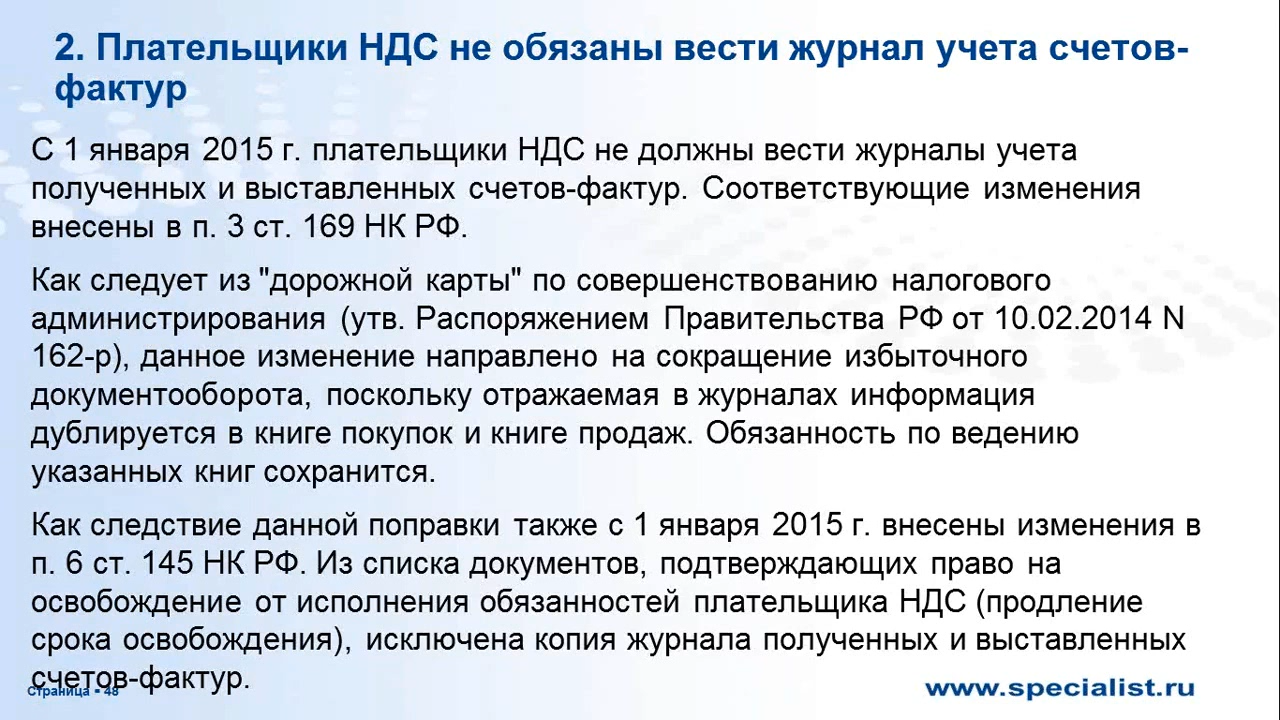 2. Плательщики НДС не обязаны вести журнал учета счетов-
фактур
С 1 января 2015 г. плательщики НДС не должны вести журналы учета
полученных и выставленных счетов-фактур. Соответствующие изменения
внесены в п. 3 ст. 169 НК РФ.
Как следует из "дорожной карты" по совершенствованию налогового
администрирования (утв. Распоряжением Правительства РФ от 10.02.2014 N
162-р), данное изменение направлено на сокращение избыточного
документооборота, поскольку отражаемая в журналах информация
дублируется в книге покупок и книге продаж. Обязанность по ведению
указанных книг сохранится.
Как следствие данной поправки также с 1 января 2015 г. внесены изменения в
п. 6 ст. 145 НК РФ. Из списка документов, подтверждающих право на
освобождение от исполнения обязанностей плательщика НДС (продление
срока освобождения), исключена копия журнала полученных и выставленных
счетов-фактур.
Страница ▪ 48
www.specialist.ru